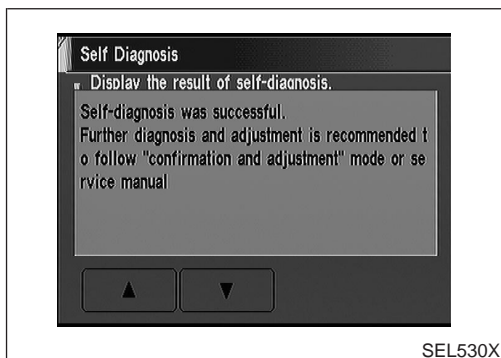 Self Diagnosis
Display the result of self-diagnosis.
Self-diagnosis was successful.
Further diagnosis and adjustment is recommended t
o follow "confirmation and adjustment" mode or se
rvice manual
SEL530X